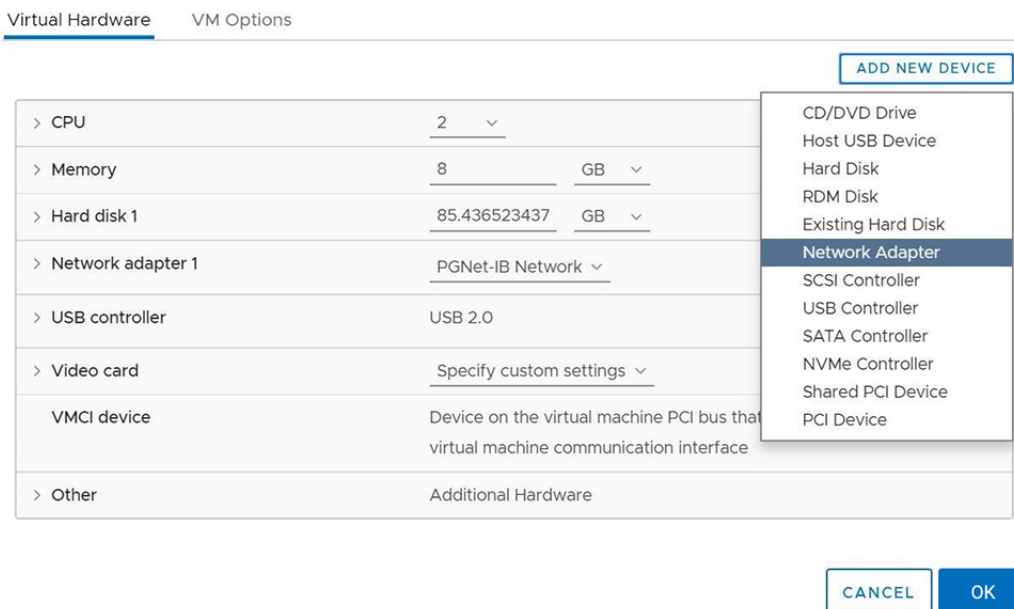 Virtual Hardware VM Options
ADD NEW DEVICE
CPU 2
Memory 8 GB
Hard disk 1 85.436523437 GB
Network adapter 1 PGNet-IB Network
USB controller USB 2.0
Video card Specify custom settings
VMCI device Device on the virtual machine PCI bus that
virtual machine communication interface
Other Additional Hardware
CD/DVD Drive
Host USB Device
Hard Disk
RDM Disk
Existing Hard Disk
Network Adapter
SCSI Controller
USB Controller
SATA Controller
NVMe Controller
Shared PCI Device
PCI Device
CANCEL OK